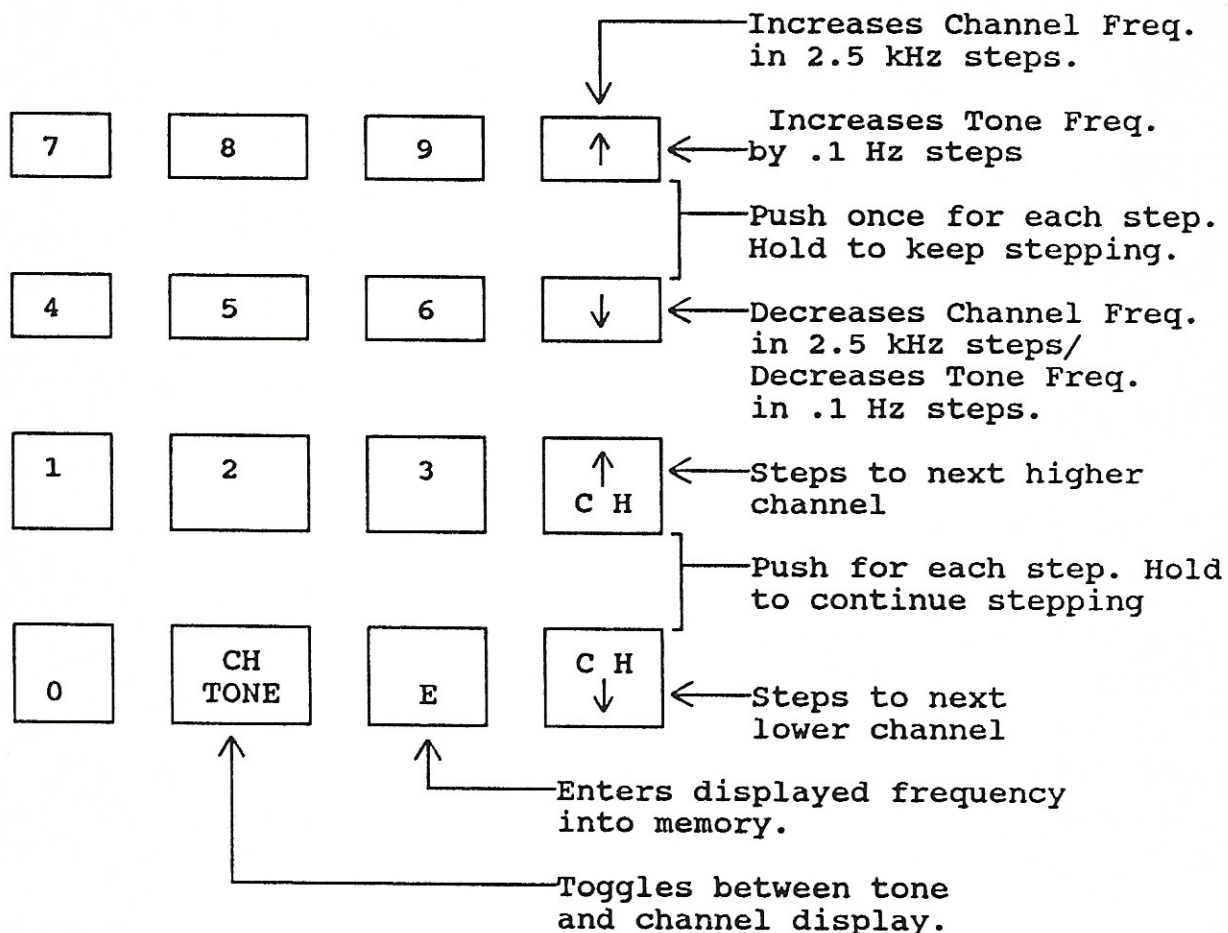 Increases Channel Freq.
in 2.5 kHz steps.
7 8 9 ↑
Increases Tone Freq.
by .1 Hz steps
Push once for each step.
Hold to keep stepping.
4 5 6 ↓
Decreases Channel Freq.
in 2.5 kHz steps/
Decreases Tone Freq.
in .1 Hz steps.
1 2 3 ↑
C H
Steps to next higher
channel
Push for each step. Hold
to continue stepping
0
CH
TONE
E
C H
↓
Steps to next
lower channel
Enters displayed frequency
into memory.
Toggles between tone
and channel display.